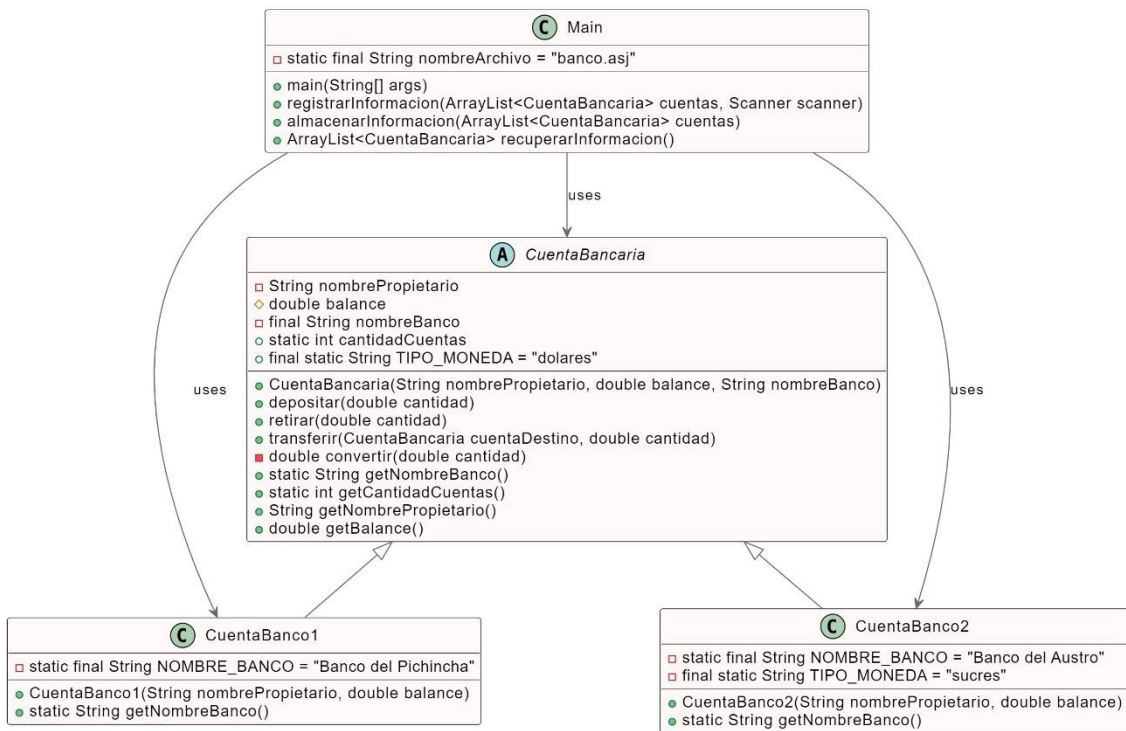 C Main
static final String nombreArchivo = "banco.asj"
main(String[] args)
registrarInformacion(ArrayList<CuentaBancaria> cuentas, Scanner scanner)
almacenarInformacion(ArrayList<CuentaBancaria> cuentas)
ArrayList<CuentaBancaria> recuperarInformacion()
uses
A CuentaBancaria
String nombrePropietario
double balance
final String nombreBanco
static int cantidadCuentas
final static String TIPO_MONEDA = "dolares"
CuentaBancaria(String nombrePropietario, double balance, String nombreBanco)
depositar(double cantidad)
retirar(double cantidad)
transferir(CuentaBancaria cuentaDestino, double cantidad)
double convertir(double cantidad)
static String getNombreBanco()
static int getCantidadCuentas()
String getNombrePropietario()
double getBalance()
uses
uses
C CuentaBanco1
static final String NOMBRE_BANCO = "Banco del Pichincha"
CuentaBanco1(String nombrePropietario, double balance)
static String getNombreBanco()
C CuentaBanco2
static final String NOMBRE_BANCO = "Banco del Austro"
final static String TIPO_MONEDA = "sucres"
CuentaBanco2(String nombrePropietario, double balance)
static String getNombreBanco()